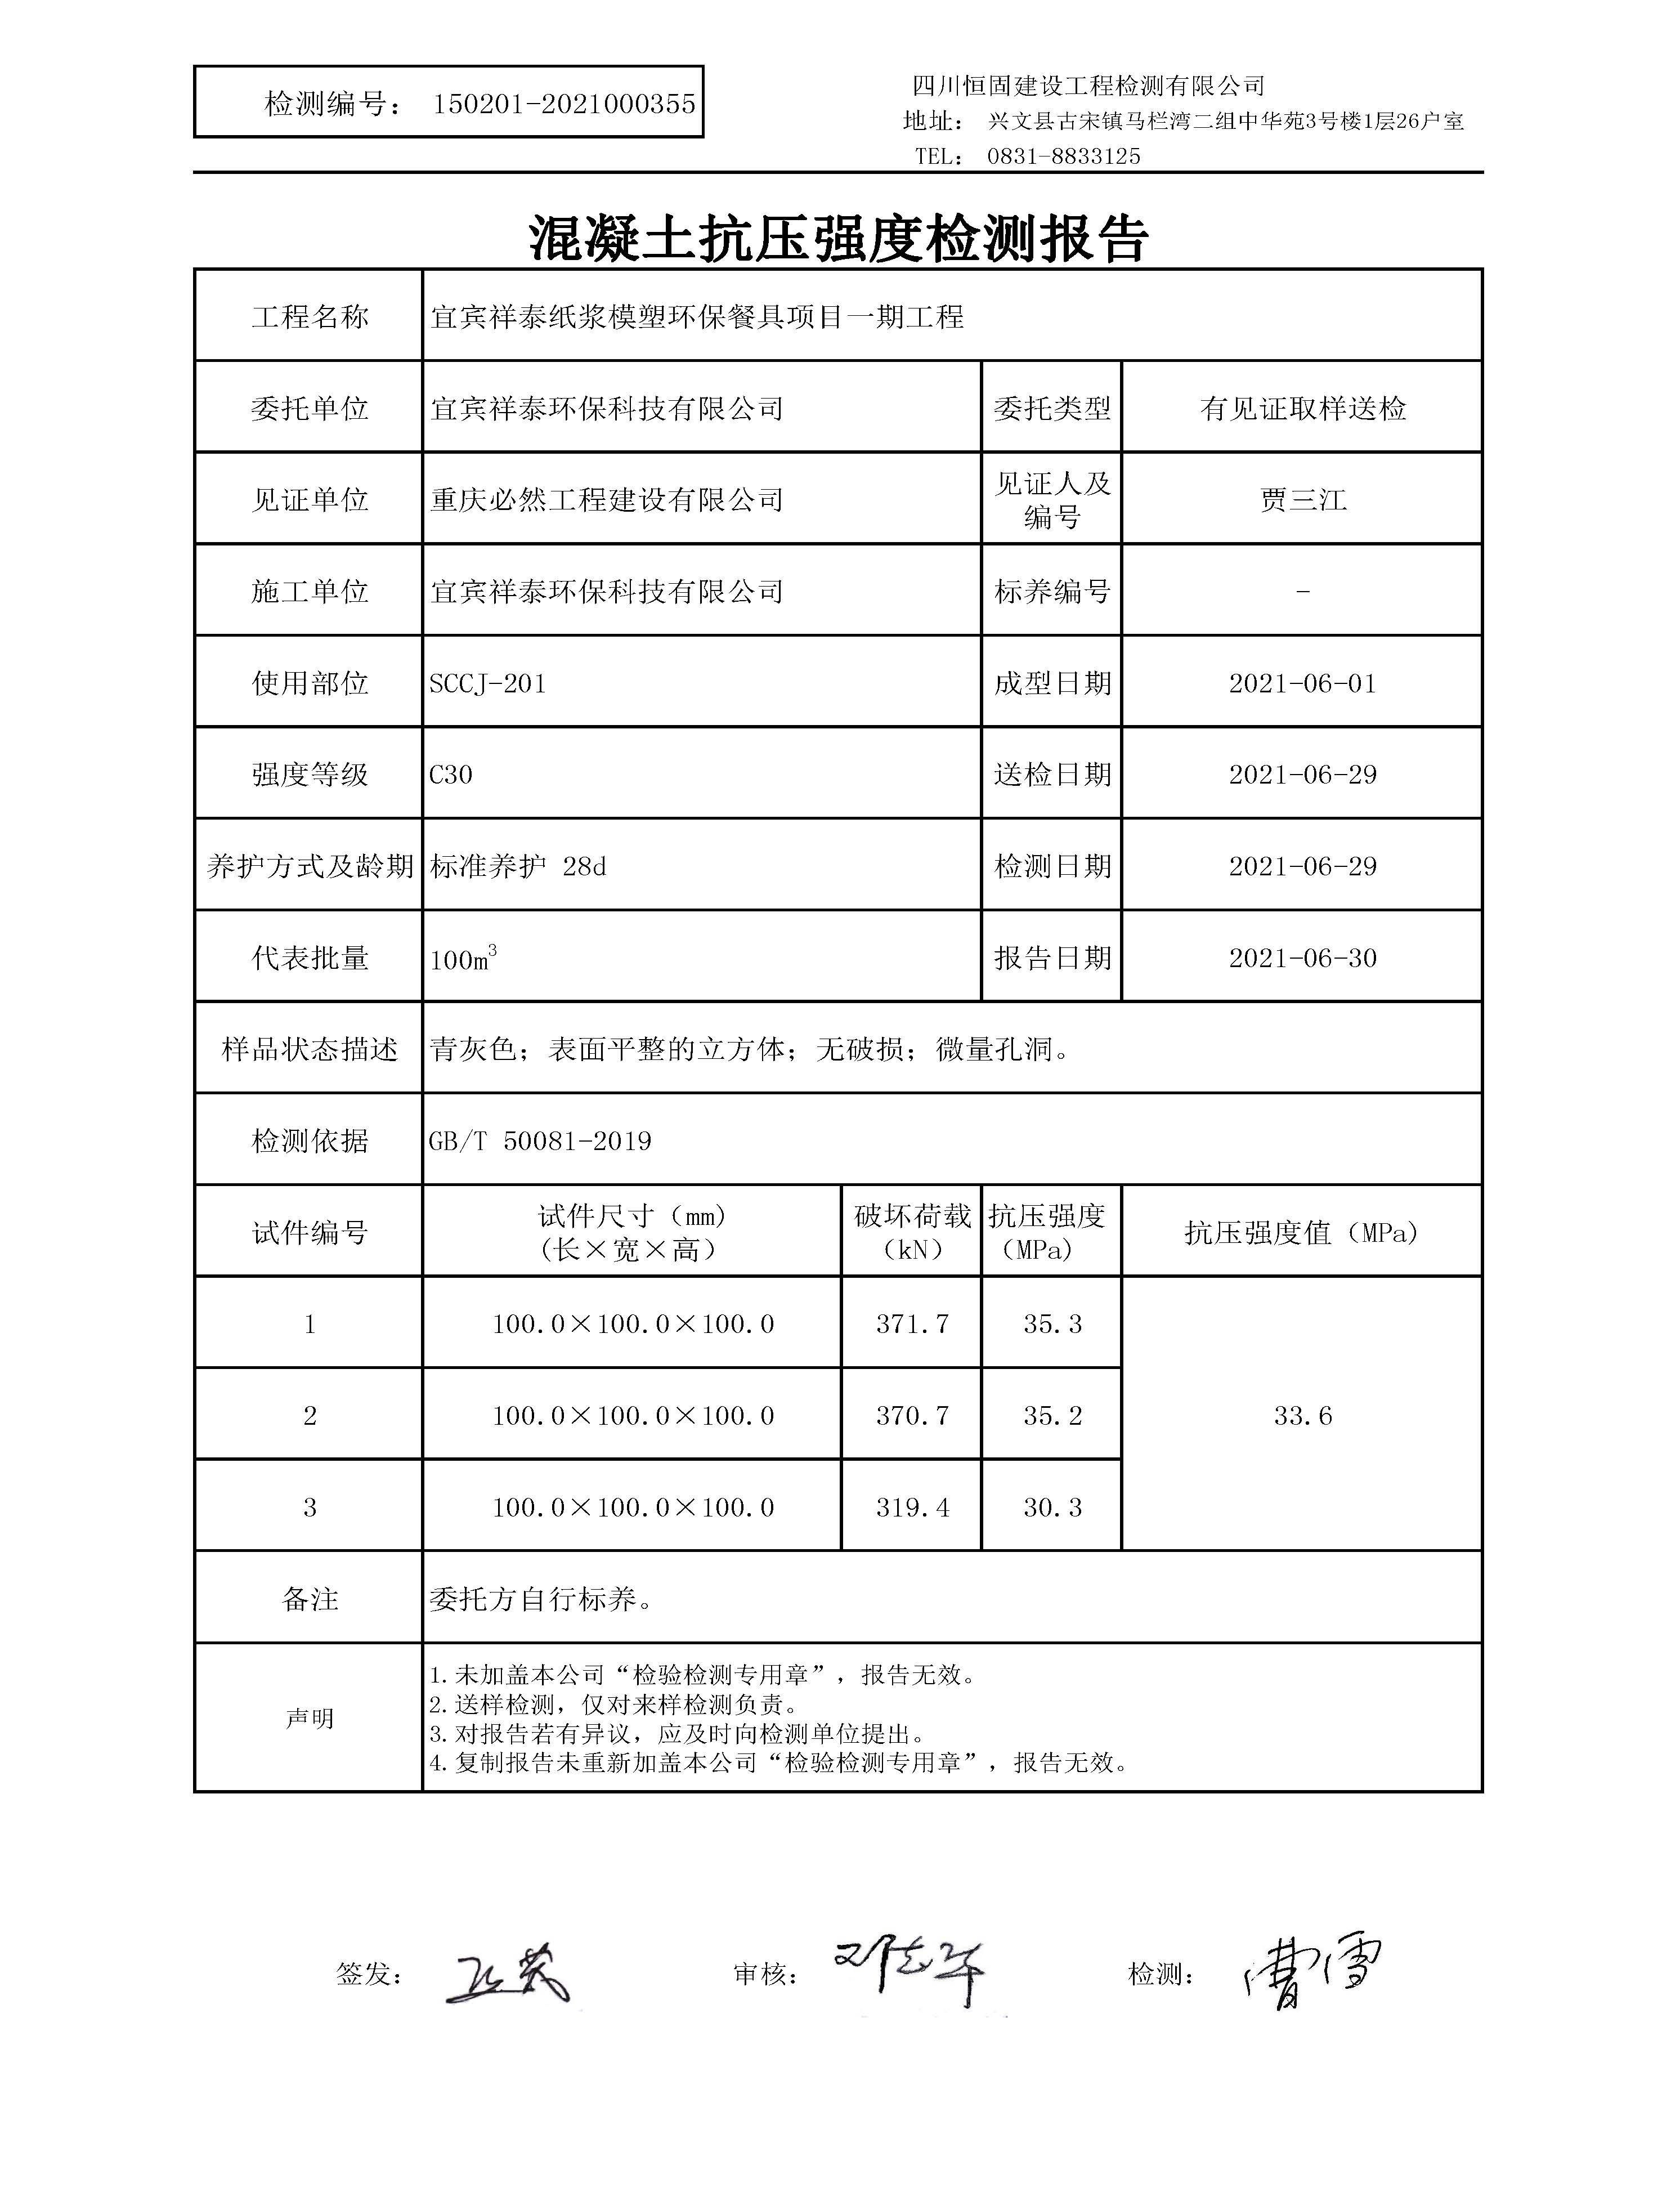 检测编号： 150201-2021000355
四川恒固建设工程检测有限公司
地址： 兴文县古宋镇马栏湾二组中华苑3号楼1层26户室
TEL： 0831-8833125
混凝土抗压强度检测报告
工程名称 宜宾祥泰纸浆模塑环保餐具项目一期工程
委托单位 宜宾祥泰环保科技有限公司 委托类型 有见证取样送检
见证单位 重庆必然工程建设有限公司 见证人及编号 贾三江
施工单位 宜宾祥泰环保科技有限公司 标养编号 -
使用部位 SCCJ-201 成型日期 2021-06-01
强度等级 C30 送检日期 2021-06-29
养护方式及龄期 标准养护 28d 检测日期 2021-06-29
代表批量 100m³ 报告日期 2021-06-30
样品状态描述 青灰色；表面平整的立方体；无破损；微量孔洞。
检测依据 GB/T 50081-2019
试件编号 试件尺寸（mm）（长×宽×高） 破坏荷载（kN） 抗压强度（MPa） 抗压强度值（MPa）
1 100.0×100.0×100.0 371.7 35.3
2 100.0×100.0×100.0 370.7 35.2 33.6
3 100.0×100.0×100.0 319.4 30.3
备注 委托方自行标养。
声明
1.未加盖本公司“检验检测专用章”，报告无效。
2.送样检测，仅对来样检测负责。
3.对报告若有异议，应及时向检测单位提出。
4.复制报告未重新加盖本公司“检验检测专用章”，报告无效。
签发： 审核： 邓志华 检测： 曹雪